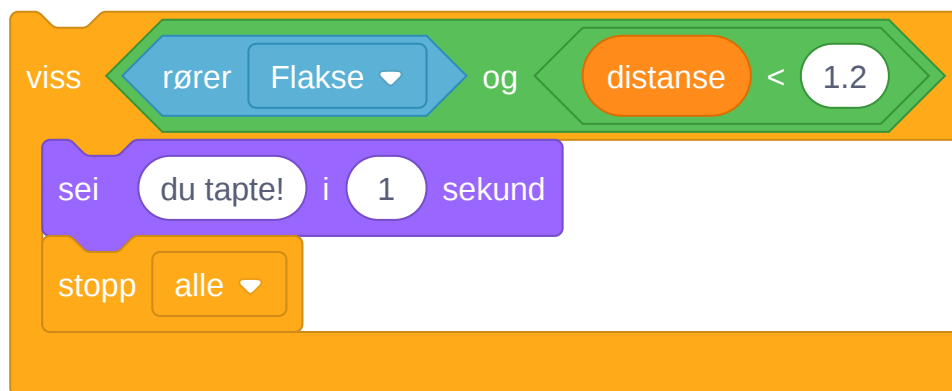 viss rører Flakse og distanse < 1.2
sei du tapte! i 1 sekund
stopp alle